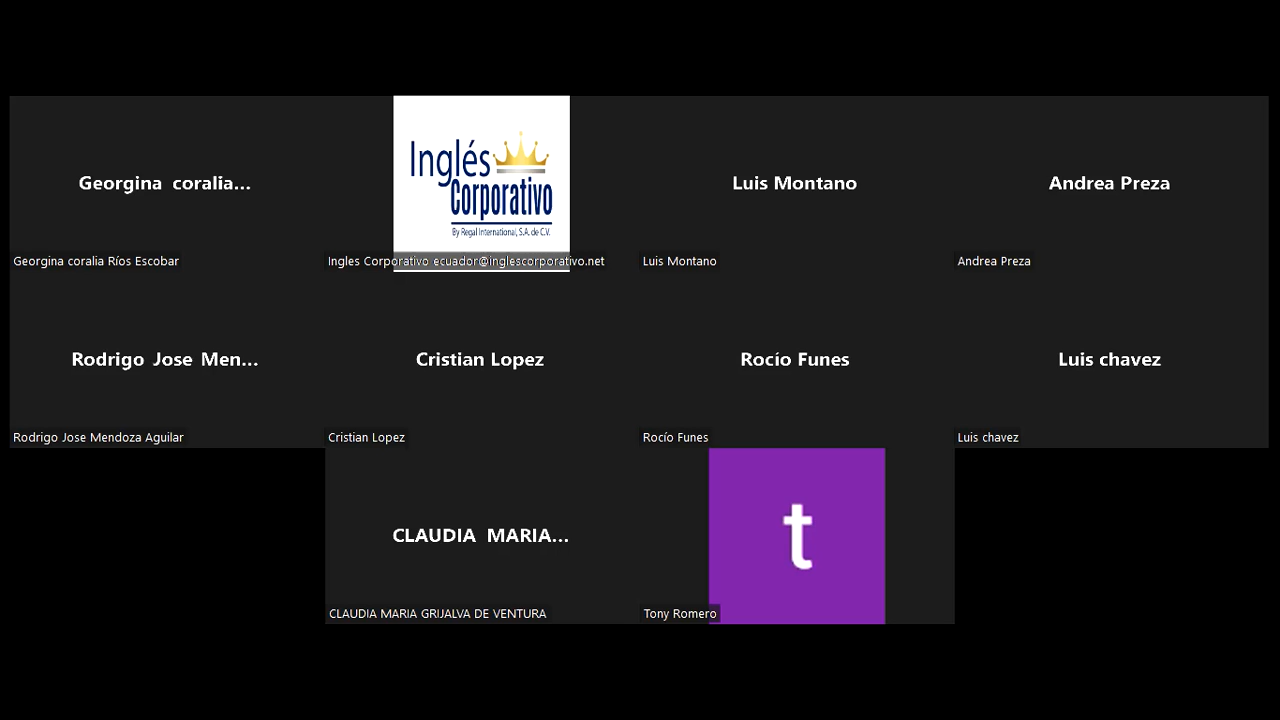 Georgina coralia...
Inglés
Corporativo
By Regal International, S.A. de C.V.
Luis Montano
Andrea Preza
Georgina coralia Ríos Escobar
Ingles Corporativo ecuador@inglescorporativo.net
Luis Montano
Andrea Preza
Rodrigo Jose Men...
Cristian Lopez
Rocío Funes
Luis chavez
Rodrigo Jose Mendoza Aguilar
Cristian Lopez
Rocío Funes
Luis chavez
CLAUDIA MARIA...
t
CLAUDIA MARIA GRIJALVA DE VENTURA
Tony Romero